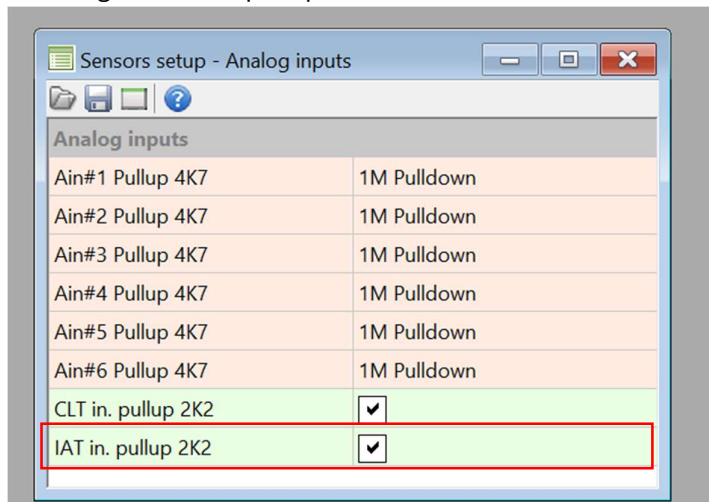 Sensors setup - Analog inputs
Analog inputs
Ain#1 Pullup 4K7 1M Pulldown
Ain#2 Pullup 4K7 1M Pulldown
Ain#3 Pullup 4K7 1M Pulldown
Ain#4 Pullup 4K7 1M Pulldown
Ain#5 Pullup 4K7 1M Pulldown
Ain#6 Pullup 4K7 1M Pulldown
CLT in. pullup 2K2
IAT in. pullup 2K2